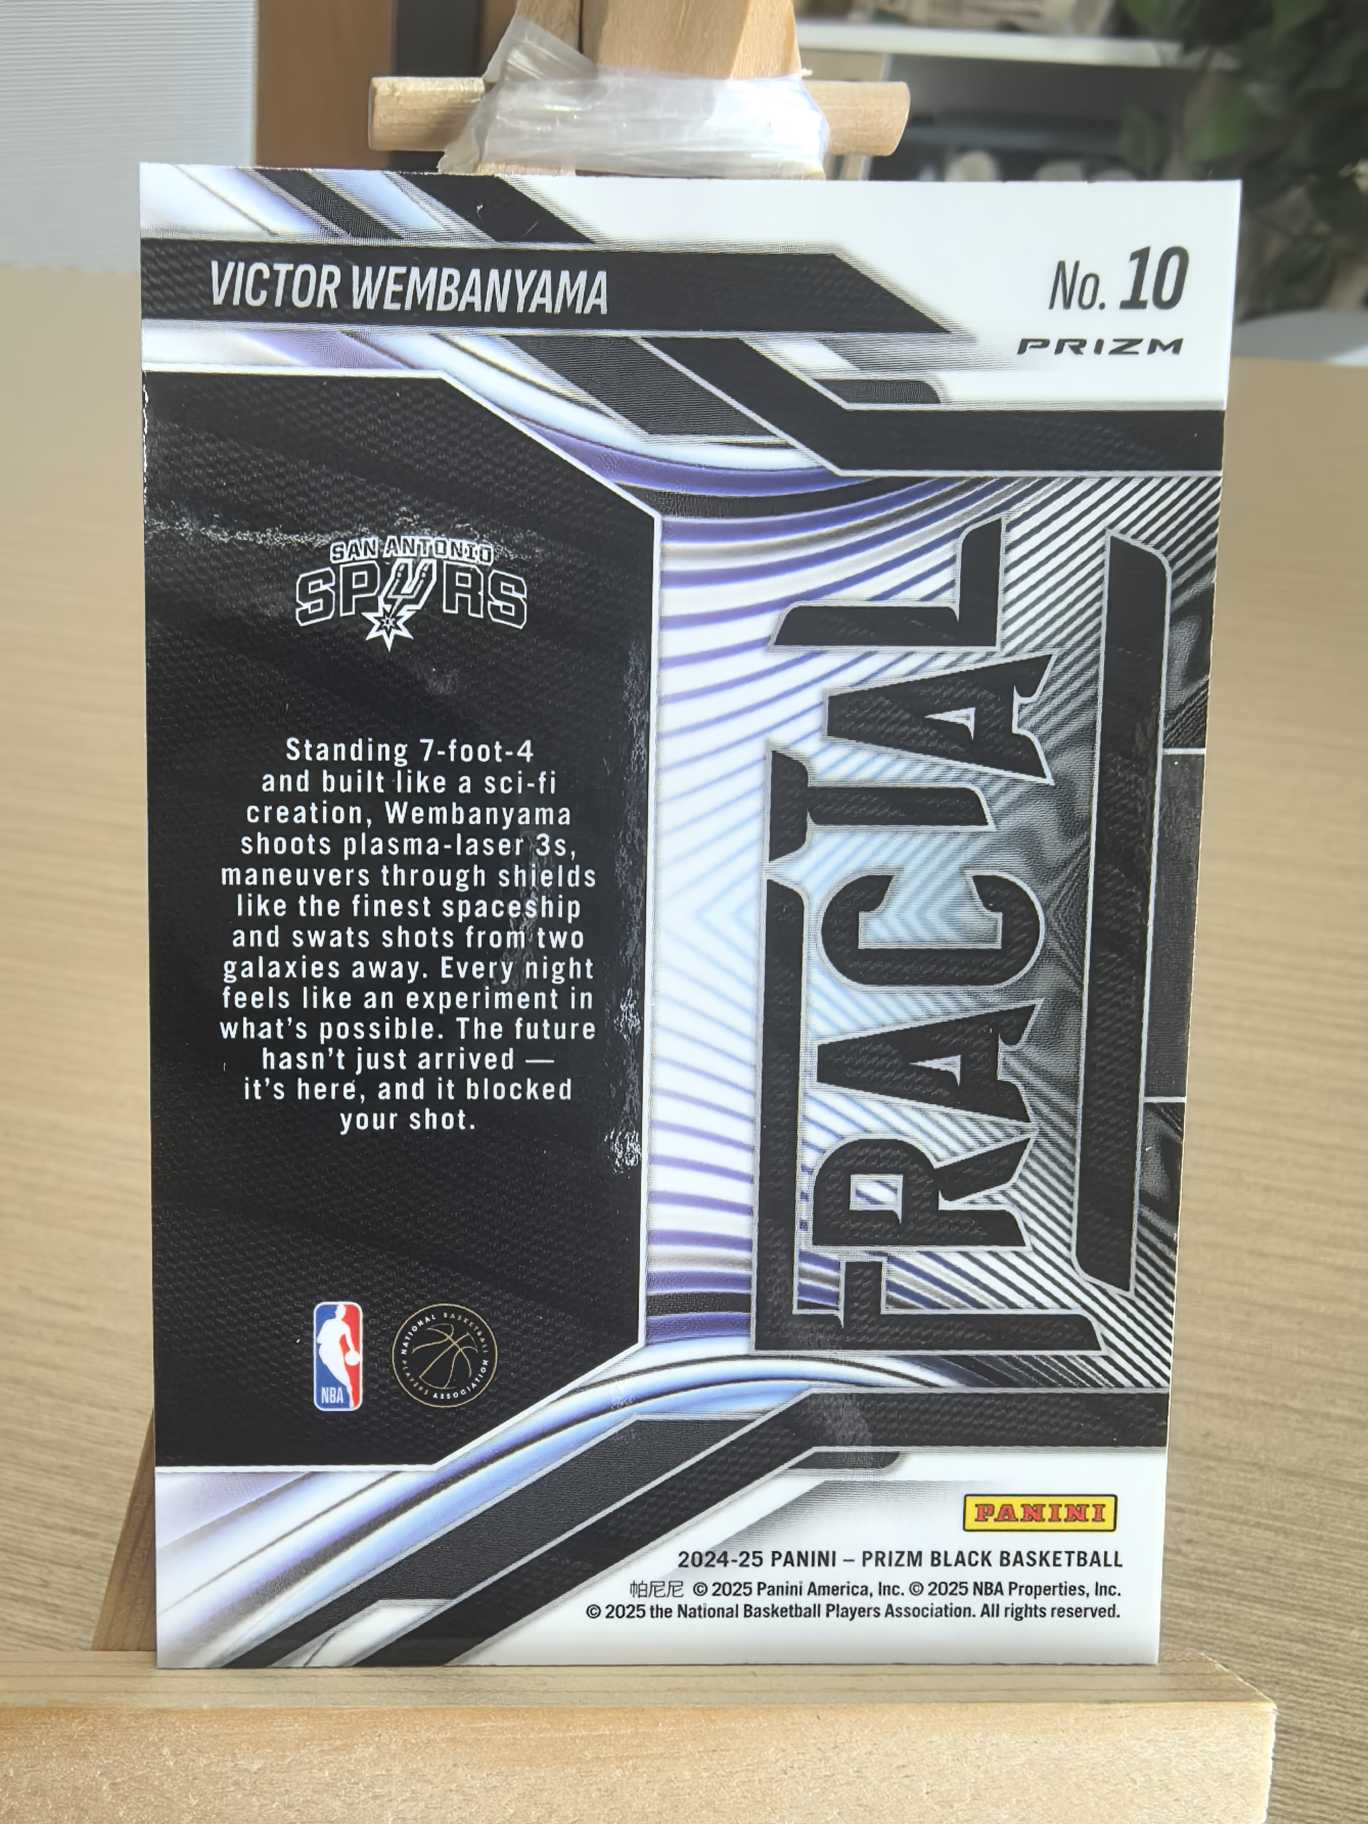 VICTOR WEMBANYAMA
No. 10
PRIZM
SAN ANTONIO
SPURS
Standing 7-foot-4
and built like a sci-fi
creation, Wembanyama
shoots plasma-laser 3s,
maneuvers through shields
like the finest spaceship
and swats shots from two
galaxies away. Every night
feels like an experiment in
what's possible. The future
hasn't just arrived —
it's here, and it blocked
your shot.
FRACTAL
NBA
NATIONAL BASKETBALL PLAYERS ASSOCIATION
PANINI
2024-25 PANINI – PRIZM BLACK BASKETBALL
帕尼尼 © 2025 Panini America, Inc. © 2025 NBA Properties, Inc.
© 2025 the National Basketball Players Association. All rights reserved.